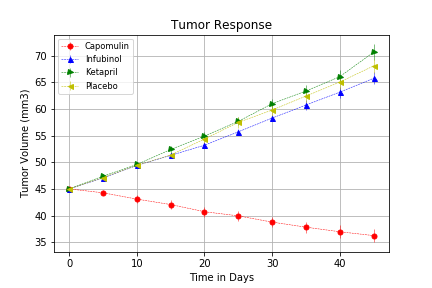 Tumor Response
Capomulin
Infubinol
Ketapril
Placebo
Tumor Volume (mm3)
70
65
60
55
50
45
40
35
0 10 20 30 40
Time in Days